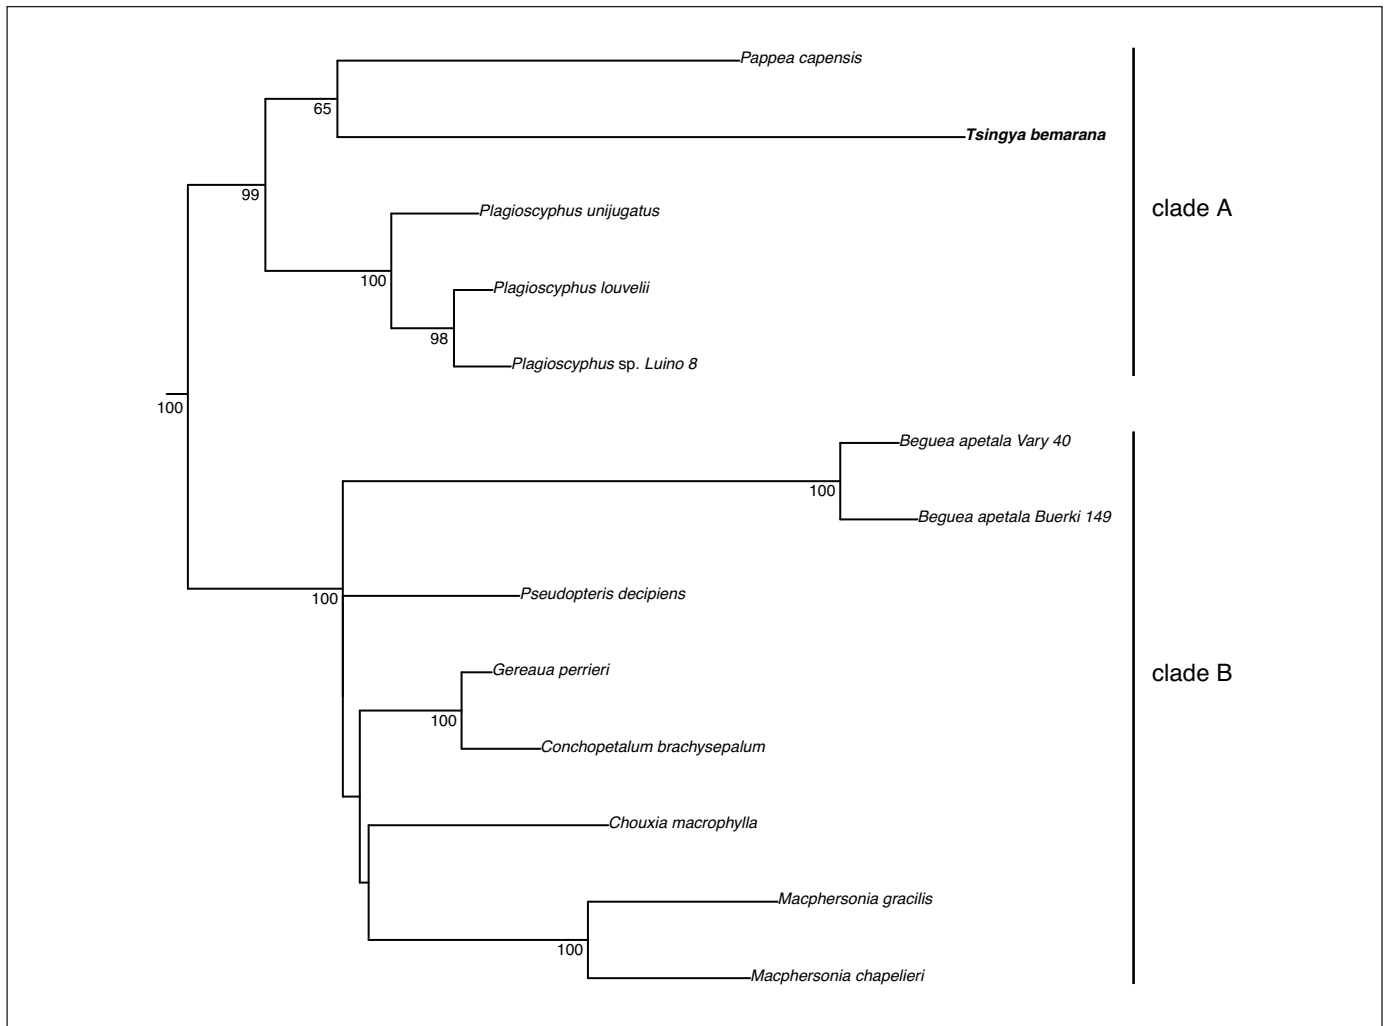 Pappea capensis
65
Tsingya bemarana
99
Plagioscyphus unijugatus
clade A
100
Plagioscyphus louvelii
98
Plagioscyphus sp. Luino 8
100
Beguea apetala Vary 40
100
Beguea apetala Buerki 149
100
Pseudopteris decipiens
Gereaua perrieri
clade B
100
Conchopetalum brachysepalum
Chouxia macrophylla
Macphersonia gracilis
100
Macphersonia chapelieri